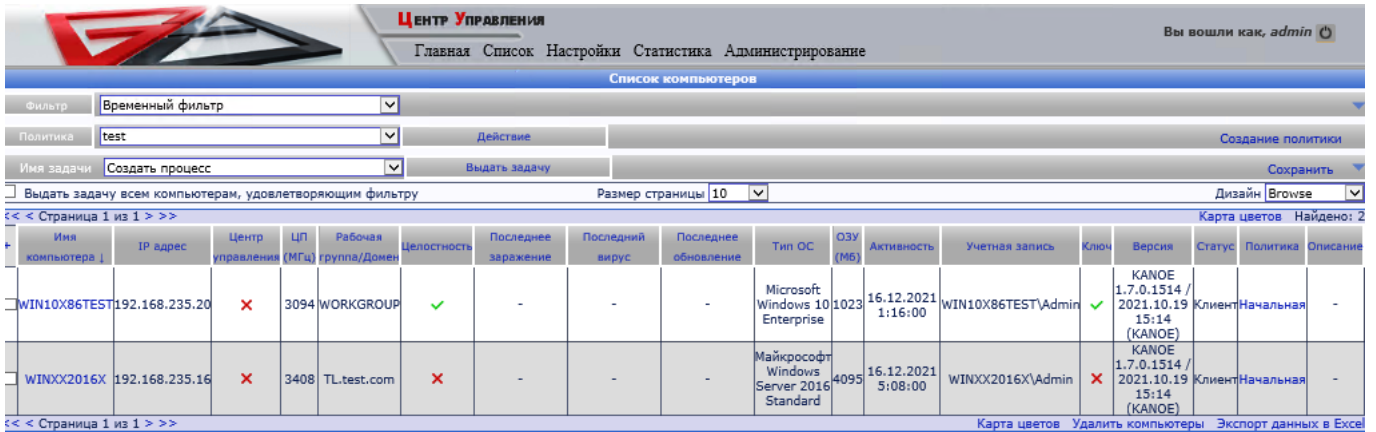 Центр Управления
Главная Список Настройки Статистика Администрирование
Вы вошли как, admin
Список компьютеров
Фильтр Временный фильтр
Политика test Действие Создание политики
Имя задачи Создать процесс Выдать задачу Сохранить
Выдать задачу всем компьютерам, удовлетворяющим фильтру Размер страницы 10 Дизайн Browse
<< < Страница 1 из 1 > >> Карта цветов Найдено: 2
+ Имя компьютера ↓ IP адрес Центр управления ЦП (МГц) Рабочая группа/Домен Целостность Последнее заражение Последний вирус Последнее обновление Тип ОС ОЗУ (Мб) Активность Учетная запись Ключ Версия Статус Политика Описание
WIN10X86TEST 192.168.235.20 3094 WORKGROUP - - - Microsoft Windows 10 Enterprise 1023 16.12.2021 1:16:00 WIN10X86TEST\Admin KANOE 1.7.0.1514 / 2021.10.19 15:14 (KANOE) Клиент Начальная -
WINXX2016X 192.168.235.16 3408 TL.test.com - - - Майкрософт Windows Server 2016 Standard 4095 16.12.2021 5:08:00 WINXX2016X\Admin KANOE 1.7.0.1514 / 2021.10.19 15:14 (KANOE) Клиент Начальная -
<< < Страница 1 из 1 > >> Карта цветов Удалить компьютеры Экспорт данных в Excel